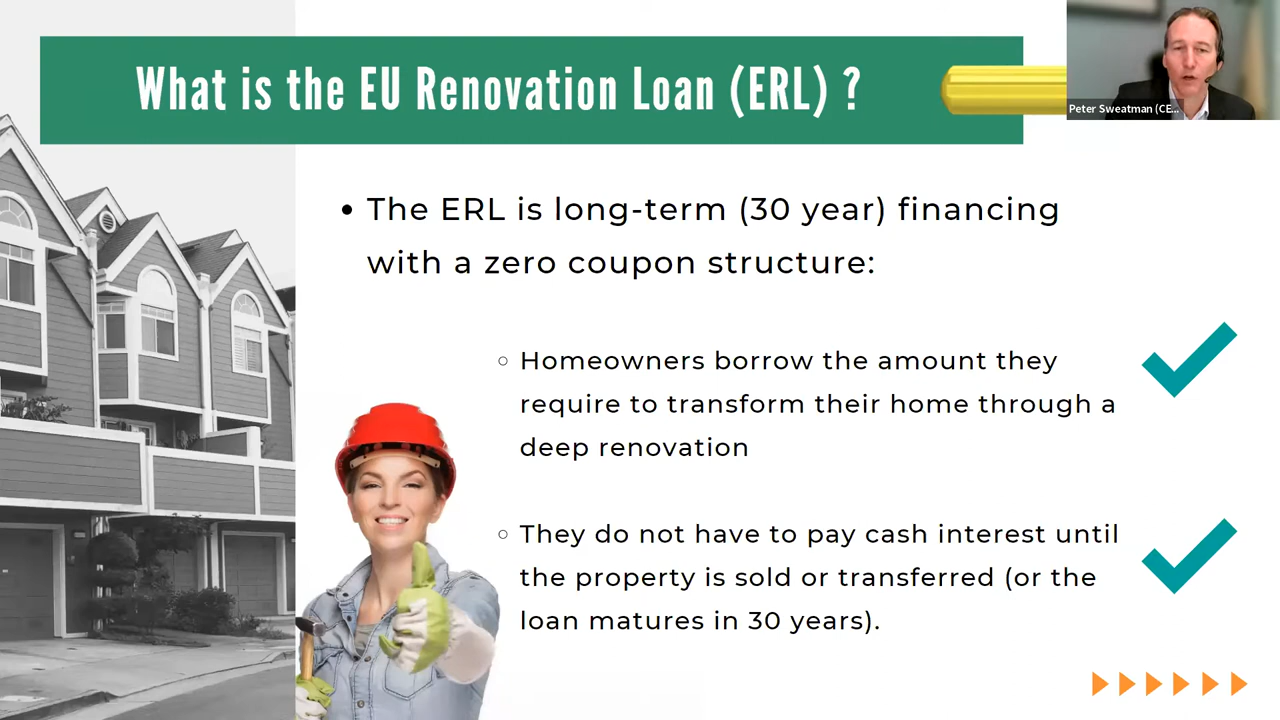 What is the EU Renovation Loan (ERL) ?
Peter Sweatman (CE...
• The ERL is long-term (30 year) financing
with a zero coupon structure:
○ Homeowners borrow the amount they
require to transform their home through a
deep renovation
○ They do not have to pay cash interest until
the property is sold or transferred (or the
loan matures in 30 years).